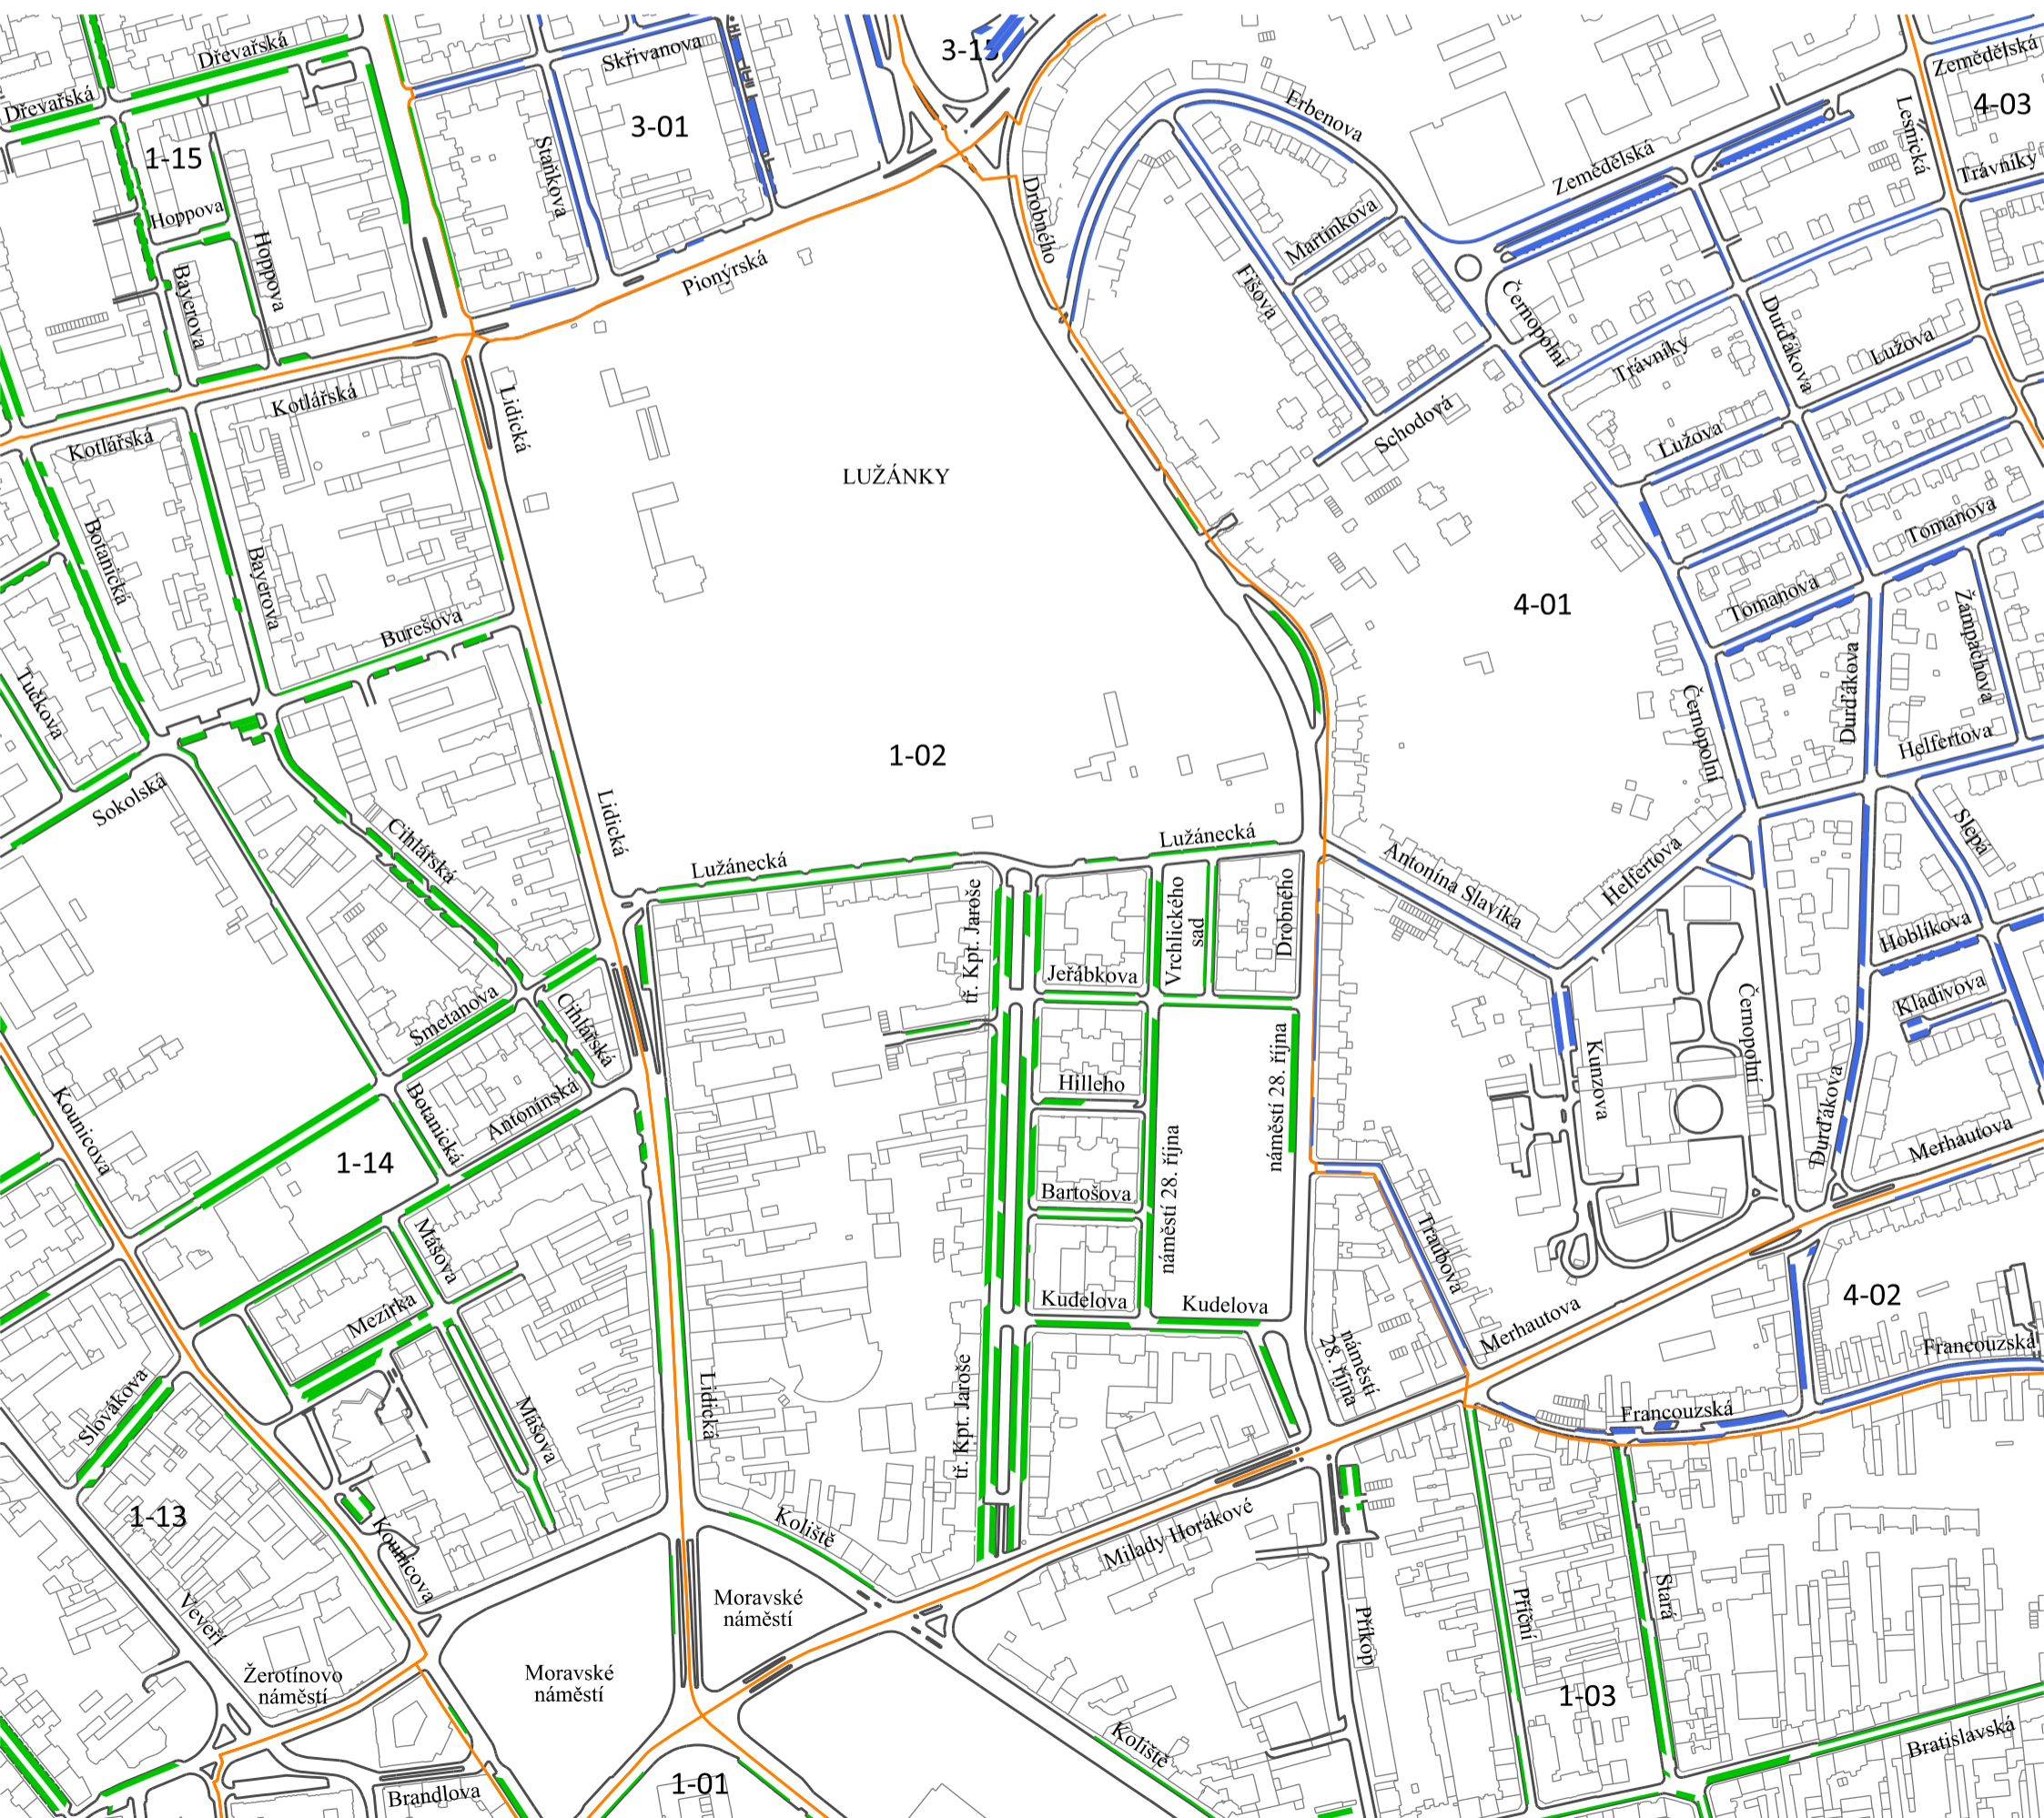 Dřevařská
Skřivanova
3-15
Zemědělská
Dřevařská
Erbenova
4-03
3-01
Lesnická
1-15
Zemědělská
Trávníky
Staňkova
Hoppova
Drobného
Martinkova
Hoppova
Pionýrská
Bayerova
Fišova
Černopolní
Durďákova
Trávníky
Lužova
Kotlářská
Lidická
Schodová
Kotlářská
Lužova
LUŽÁNKY
Botanická
Bayerova
Tomanova
4-01
Tomanova
Žampachova
Burešova
Tučkova
Durďákova
Černopolní
Helfertova
1-02
Sokolská
Cihlářská
Lidická
Lužánecká
Lužánecká
Slepá
Antonína Slavíka
Helfertova
tř. Kpt. Jaroše
Vrchlického
sad
Drobného
Hoblíkova
Jeřábkova
Kladivova
Smetanova
Cihlářská
Černopolní
Kounicova
Hilleho
náměstí 28. října
Kunzova
Botanická
Antonínská
Durďákova
Merhautova
1-14
Bartošova
náměstí 28. října
Mášova
Traubova
Mezírka
Kudelova
Kudelova
Merhautova
4-02
Francouzská
Slovákova
Lidická
tř. Kpt. Jaroše
náměstí
28. října
Mášova
Francouzská
1-13
Kounicova
Koliště
Milady Horákové
Veveří
Moravské
náměstí
Příkop
Příční
Stará
Žerotínovo
náměstí
Moravské
náměstí
1-03
Koliště
Bratislavská
1-01
Brandlova